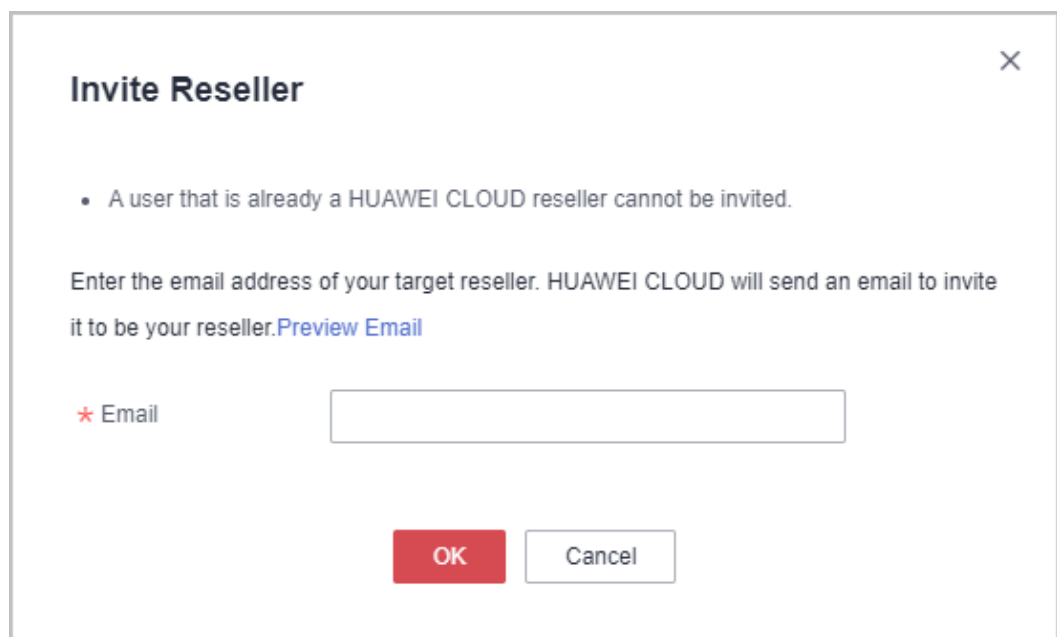 Invite Reseller
• A user that is already a HUAWEI CLOUD reseller cannot be invited.
Enter the email address of your target reseller. HUAWEI CLOUD will send an email to invite
it to be your reseller.Preview Email
* Email
OK
Cancel